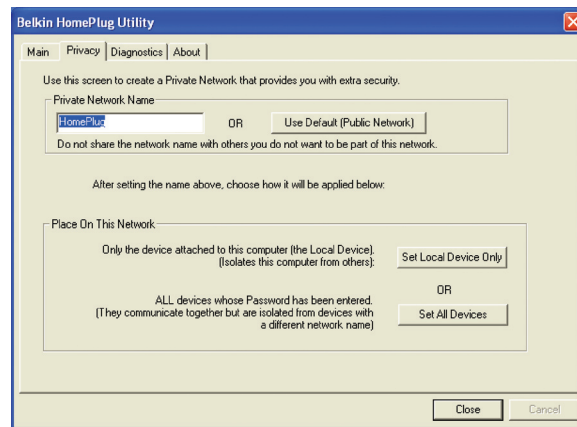 Belkin HomePlug Utility
Main Privacy Diagnostics About
Use this screen to create a Private Network that provides you with extra security.
Private Network Name
HomePlug OR Use Default (Public Network)
Do not share the network name with others you do not want to be part of this network.
After setting the name above, choose how it will be applied below:
Place On This Network
Only the device attached to this computer (the Local Device).
(Isolates this computer from others): Set Local Device Only
OR
ALL devices whose Password has been entered.
(They communicate together but are isolated from devices with
a different network name) Set All Devices
Close Cancel